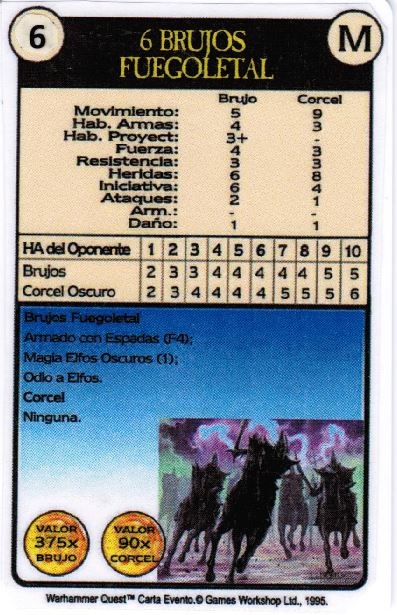 6
6 BRUJOS
FUEGOLETAL
M
Brujo Corcel
Movimiento: 5 9
Hab. Armas: 4 3
Hab. Proyect: 3+ -
Fuerza: 4 3
Resistencia: 3 3
Heridas: 6 8
Iniciativa: 6 4
Ataques: 2 1
Arm.: - -
Daño: 1 1
HA del Oponente 1 2 3 4 5 6 7 8 9 10
Brujos 2 3 3 4 4 4 4 4 5 5
Corcel Oscuro 2 3 4 4 4 4 5 5 5 6
Brujos Fuegoletal
Armado con Espadas (F4);
Magia Elfos Oscuros (1);
Odio a Elfos.
Corcel
Ninguna.
VALOR
375x
BRUJO
VALOR
90x
CORCEL
Warhammer Quest™ Carta Evento.© Games Workshop Ltd., 1995.